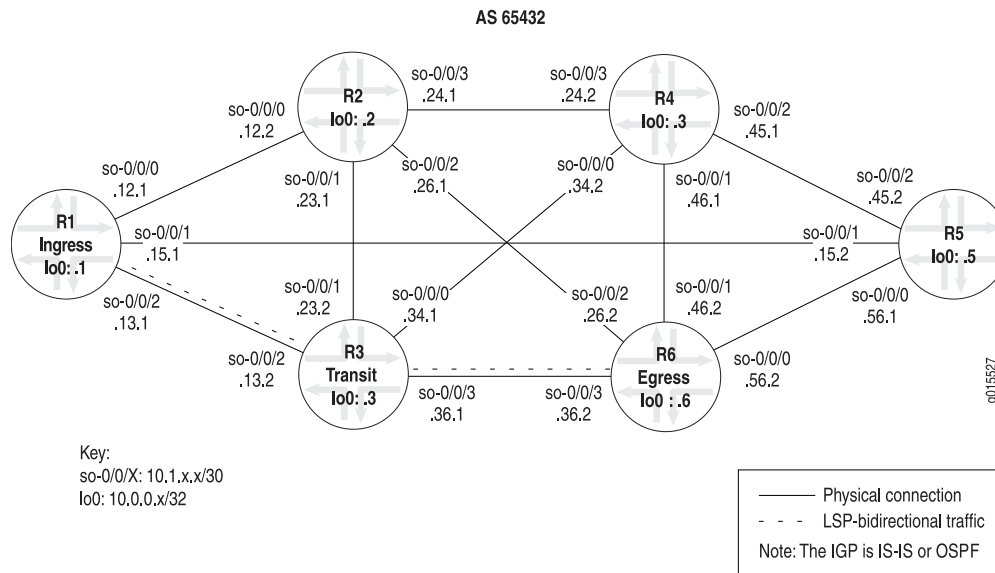 AS 65432
R2
lo0: .2
so-0/0/3
.24.1
so-0/0/3
.24.2
R4
lo0: .3
so-0/0/0
.12.2
so-0/0/2
.45.1
so-0/0/0
.12.1
so-0/0/1
.23.1
so-0/0/2
.26.1
so-0/0/0
.34.2
so-0/0/1
.46.1
so-0/0/2
.45.2
R1
Ingress
lo0: .1
so-0/0/1
.15.1
so-0/0/1
.15.2
R5
lo0: .5
so-0/0/2
.13.1
so-0/0/1
.23.2
so-0/0/0
.34.1
so-0/0/2
.26.2
so-0/0/1
.46.2
so-0/0/0
.56.1
so-0/0/2
.13.2
R3
Transit
lo0: .3
so-0/0/3
.36.1
so-0/0/3
.36.2
R6
Egress
lo0 : .6
so-0/0/0
.56.2
g015527
Key:
so-0/0/X: 10.1.x.x/30
lo0: 10.0.0.x/32
Physical connection
LSP-bidirectional traffic
Note: The IGP is IS-IS or OSPF